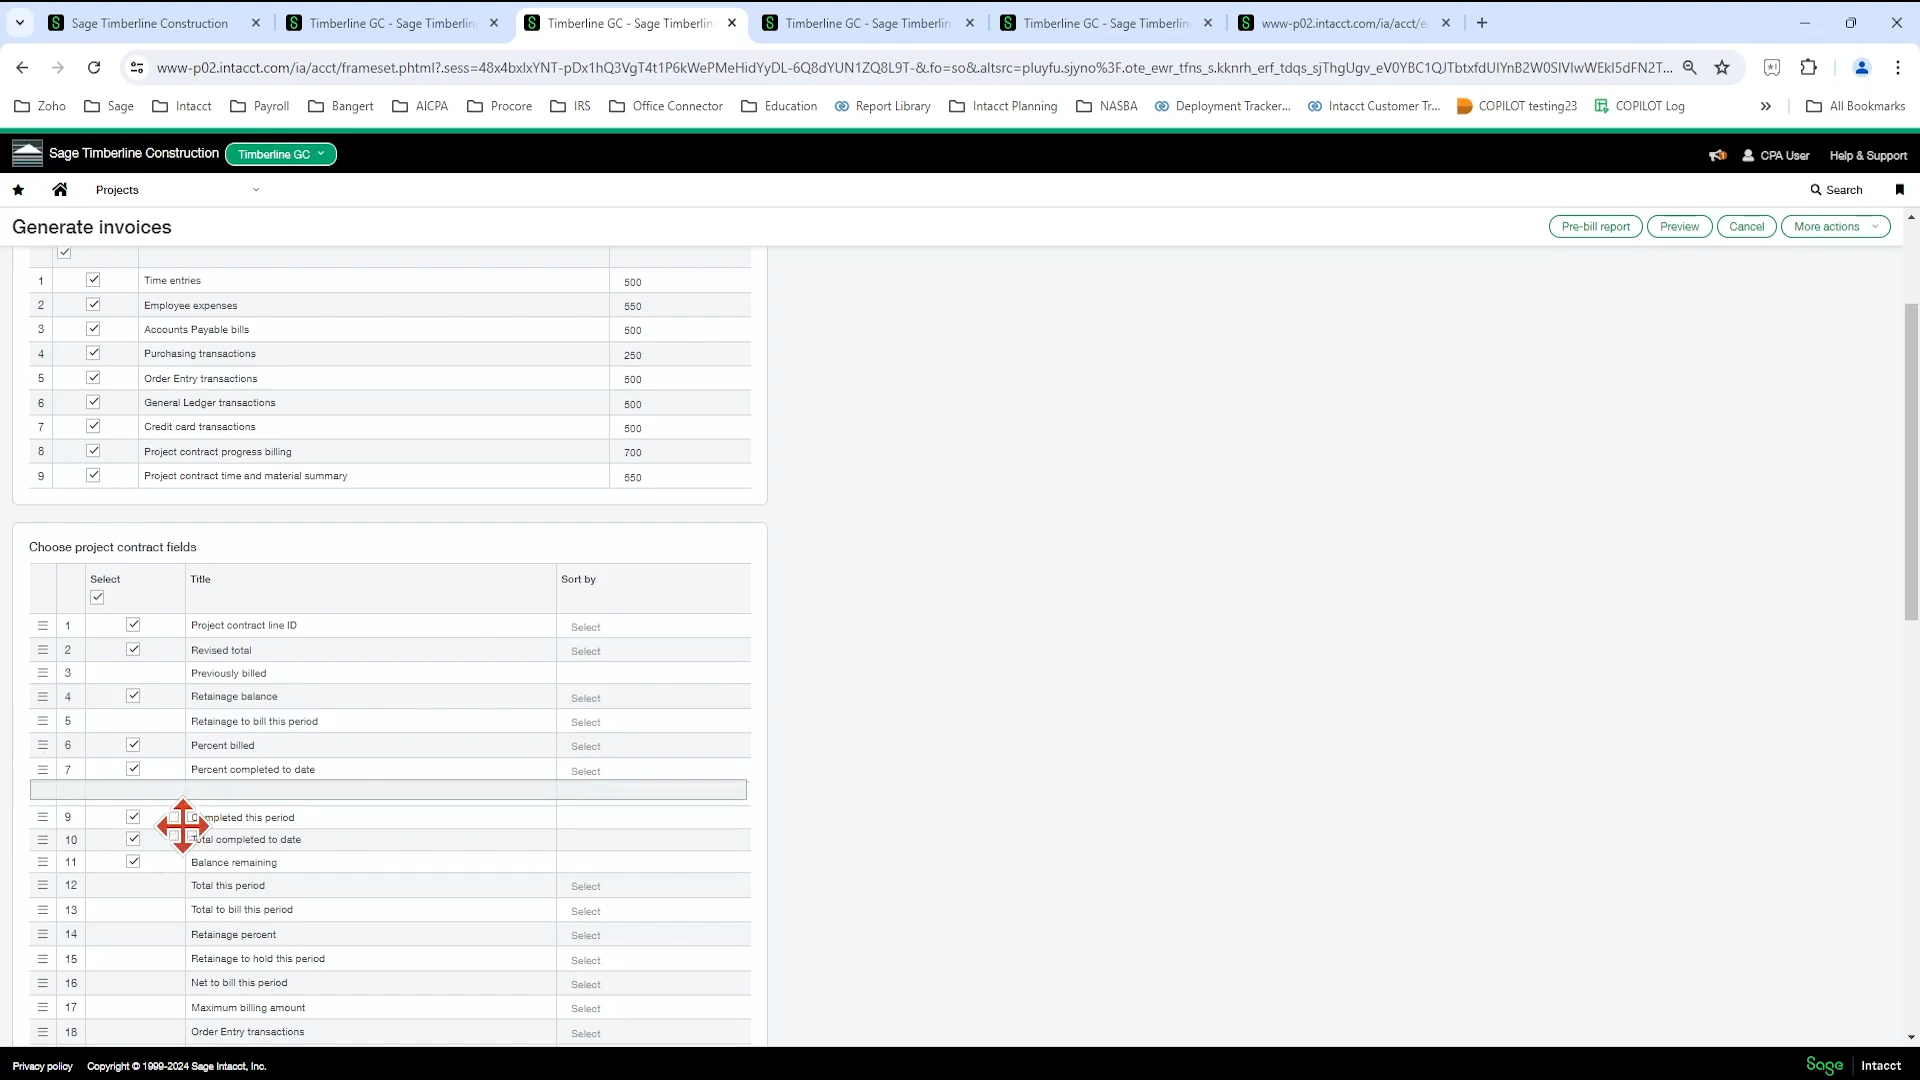 Sage Timberline Construction
Timberline GC - Sage Timberlin
Timberline GC - Sage Timberlin
Timberline GC - Sage Timberlin
Timberline GC - Sage Timberlin
www-p02.intacct.com/ia/acct/e
Zoho
Sage
Intacct
Payroll
Bangert
AICPA
Procore
IRS
Office Connector
Education
Report Library
Intacct Planning
NASBA
Deployment Tracker...
Intacct Customer Tr...
COPILOT testing23
COPILOT Log
All Bookmarks
Sage Timberline Construction
Timberline GC
CPA User
Help & Support
Projects
Search
Generate invoices
Pre-bill report
Preview
Cancel
More actions
1 Time entries 500
2 Employee expenses 550
3 Accounts Payable bills 500
4 Purchasing transactions 250
5 Order Entry transactions 500
6 General Ledger transactions 500
7 Credit card transactions 500
8 Project contract progress billing 700
9 Project contract time and material summary 550
Choose project contract fields
Select Title Sort by
1 Project contract line ID Select
2 Revised total Select
3 Previously billed
4 Retainage balance Select
5 Retainage to bill this period Select
6 Percent billed Select
7 Percent completed to date Select
9 Completed this period
10 Total completed to date
11 Balance remaining
12 Total this period Select
13 Total to bill this period Select
14 Retainage percent Select
15 Retainage to hold this period Select
16 Net to bill this period Select
17 Maximum billing amount Select
18 Order Entry transactions Select
Privacy policy Copyright © 1999-2024 Sage Intacct, Inc.
Sage Intacct